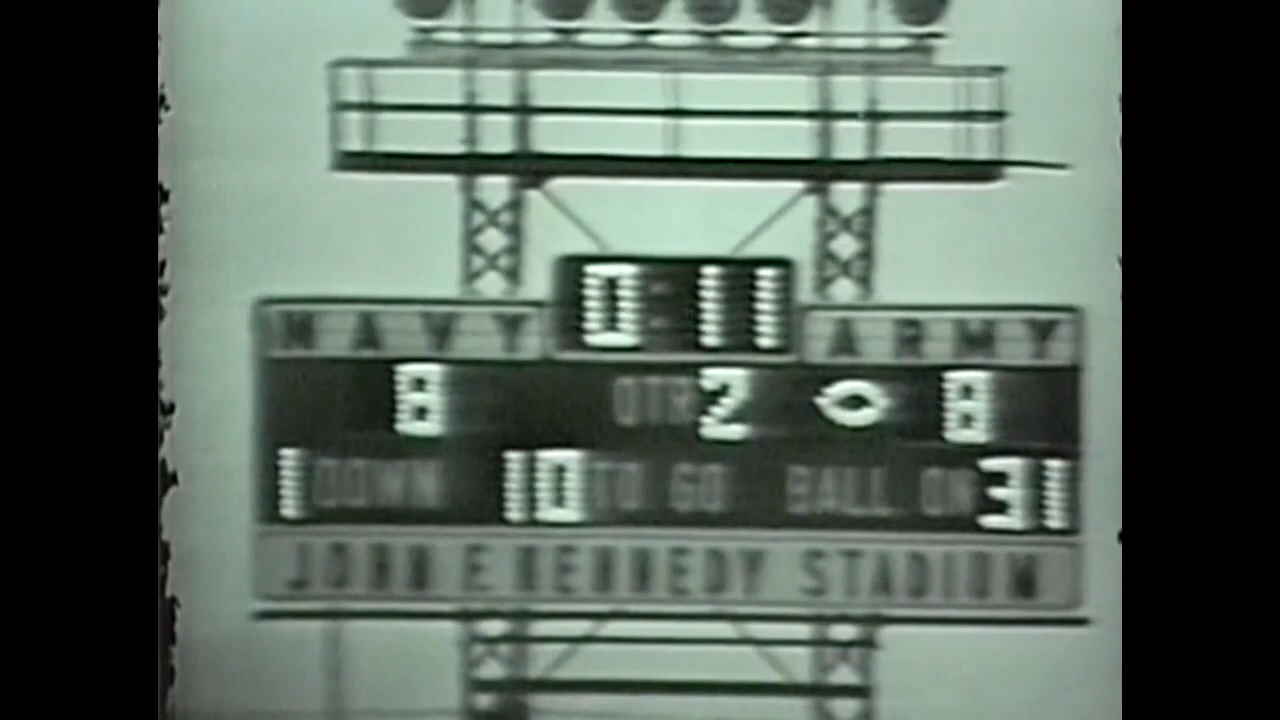 0:11
NAVY ARMY
8 QTR 2 8
1 DOWN 10 TO GO BALL ON 31
JOHN F. KENNEDY STADIUM